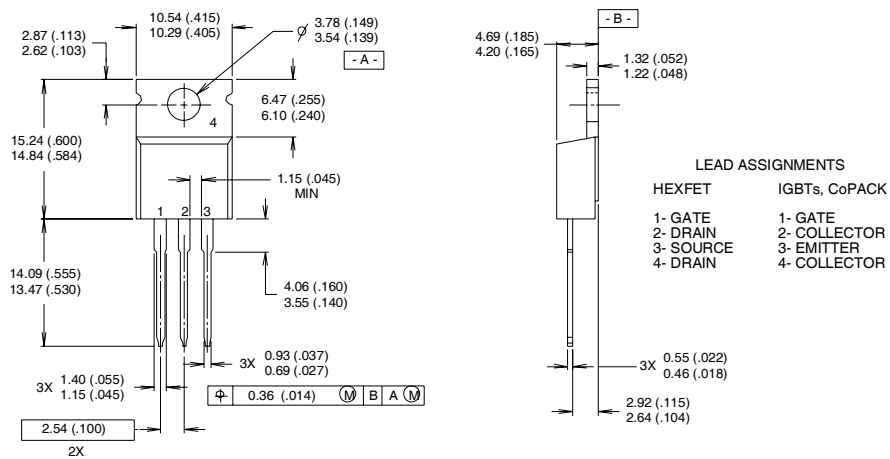 10.54 (.415)
10.29 (.405)
3.78 (.149)
3.54 (.139)
- A -
2.87 (.113)
2.62 (.103)
6.47 (.255)
6.10 (.240)
4
15.24 (.600)
14.84 (.584)
1.15 (.045)
MIN
1 2 3
14.09 (.555)
13.47 (.530)
4.06 (.160)
3.55 (.140)
3X 0.93 (.037)
0.69 (.027)
3X 1.40 (.055)
1.15 (.045)
0.36 (.014) M B A M
2.54 (.100)
2X
4.69 (.185)
4.20 (.165)
- B -
1.32 (.052)
1.22 (.048)
3X 0.55 (.022)
0.46 (.018)
2.92 (.115)
2.64 (.104)
LEAD ASSIGNMENTS
HEXFET
1- GATE
2- DRAIN
3- SOURCE
4- DRAIN
IGBTs, CoPACK
1- GATE
2- COLLECTOR
3- EMITTER
4- COLLECTOR